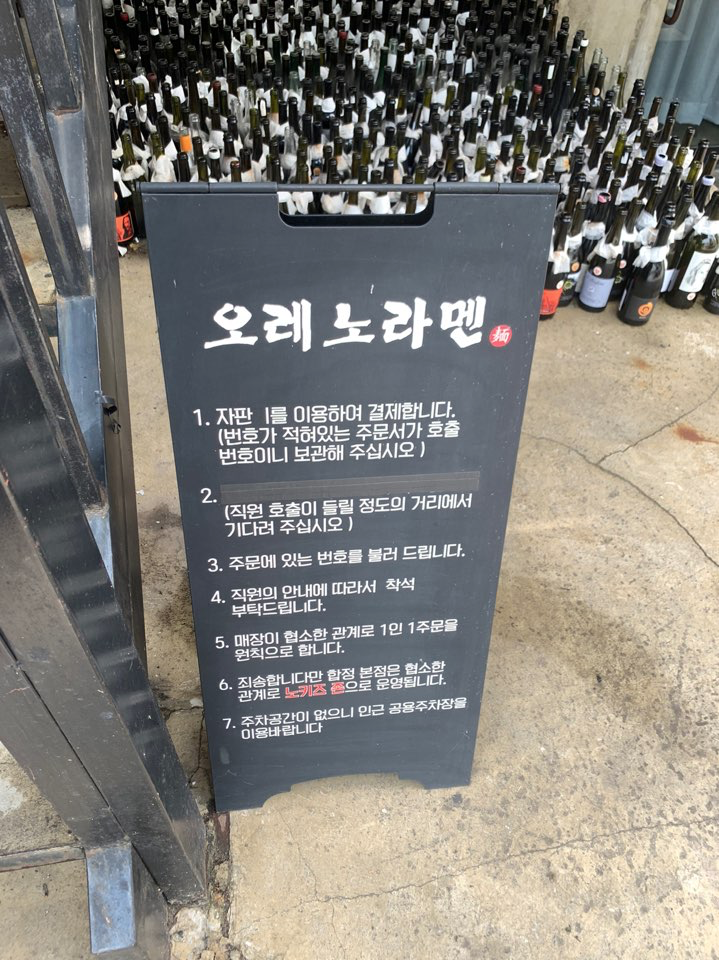 오레노라멘 麺
1. 자판 ㅣ를 이용하여 결제합니다.
(번호가 적혀있는 주문서가 호출
번호이니 보관해 주십시오 )
2.
(직원 호출이 들릴 정도의 거리에서
기다려 주십시오 )
3. 주문에 있는 번호를 불러 드립니다.
4. 직원의 안내에 따라서 착석
부탁드립니다.
5. 매장이 협소한 관계로 1인 1주문을
원칙으로 합니다.
6. 죄송합니다만 합정 본점은 협소한
관계로 노키즈 존으로 운영됩니다.
7. 주차공간이 없으니 인근 공용주차장을
이용바랍니다